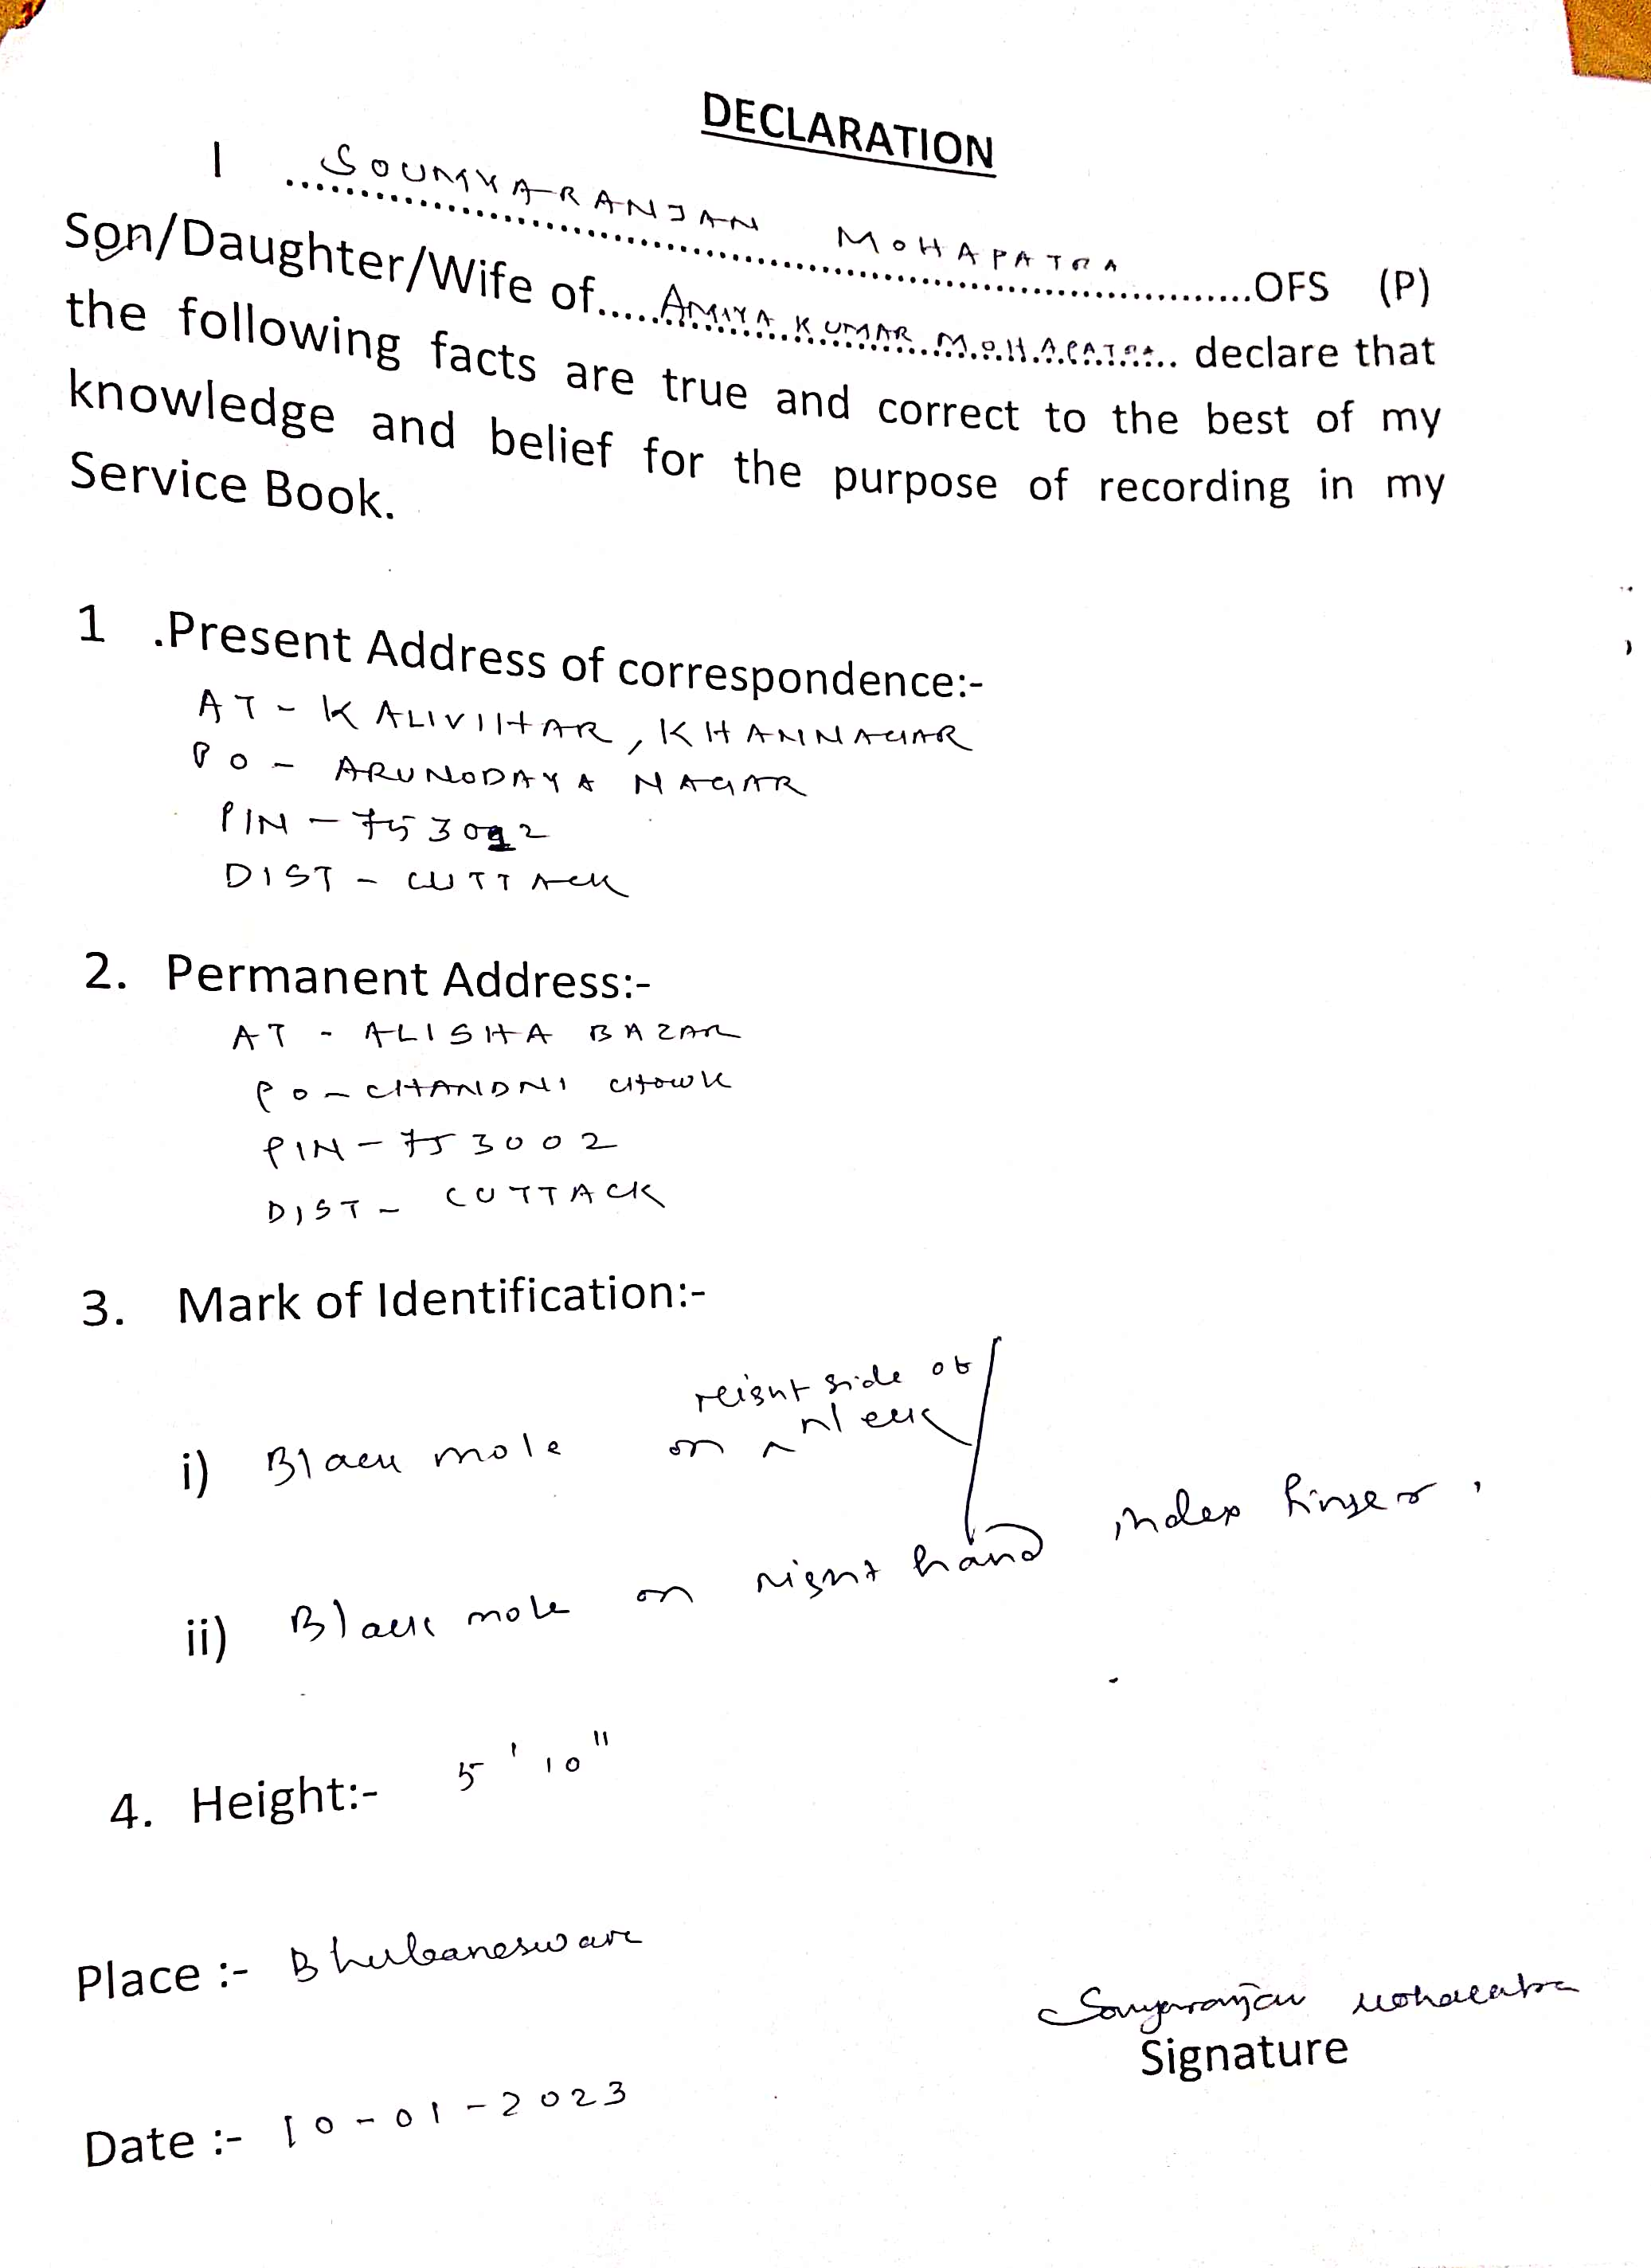 DECLARATION
I SOUMYARANJAN MOHAPATRA OFS (P)
Son/Daughter/Wife of AMIYA KUMAR MOHAPATRA declare that
the following facts are true and correct to the best of my
knowledge and belief for the purpose of recording in my
Service Book.
1 .Present Address of correspondence:-
AT - KALIVIHAR, KHANNAGAR
PO - ARUNODAYA NAGAR
PIN - 753012
DIST - CUTTACK
2. Permanent Address:-
AT - ALISHA BAZAR
PO - CHANDNI CHOWK
PIN - 753002
DIST - CUTTACK
3. Mark of Identification:-
right side of
i) Black mole on ^ neck
ii) Black mole on right hand index finger.
4. Height:- 5'10"
Place :- Bhubaneswar
Soumyaranjan Mohapatra
Signature
Date :- 10-01-2023